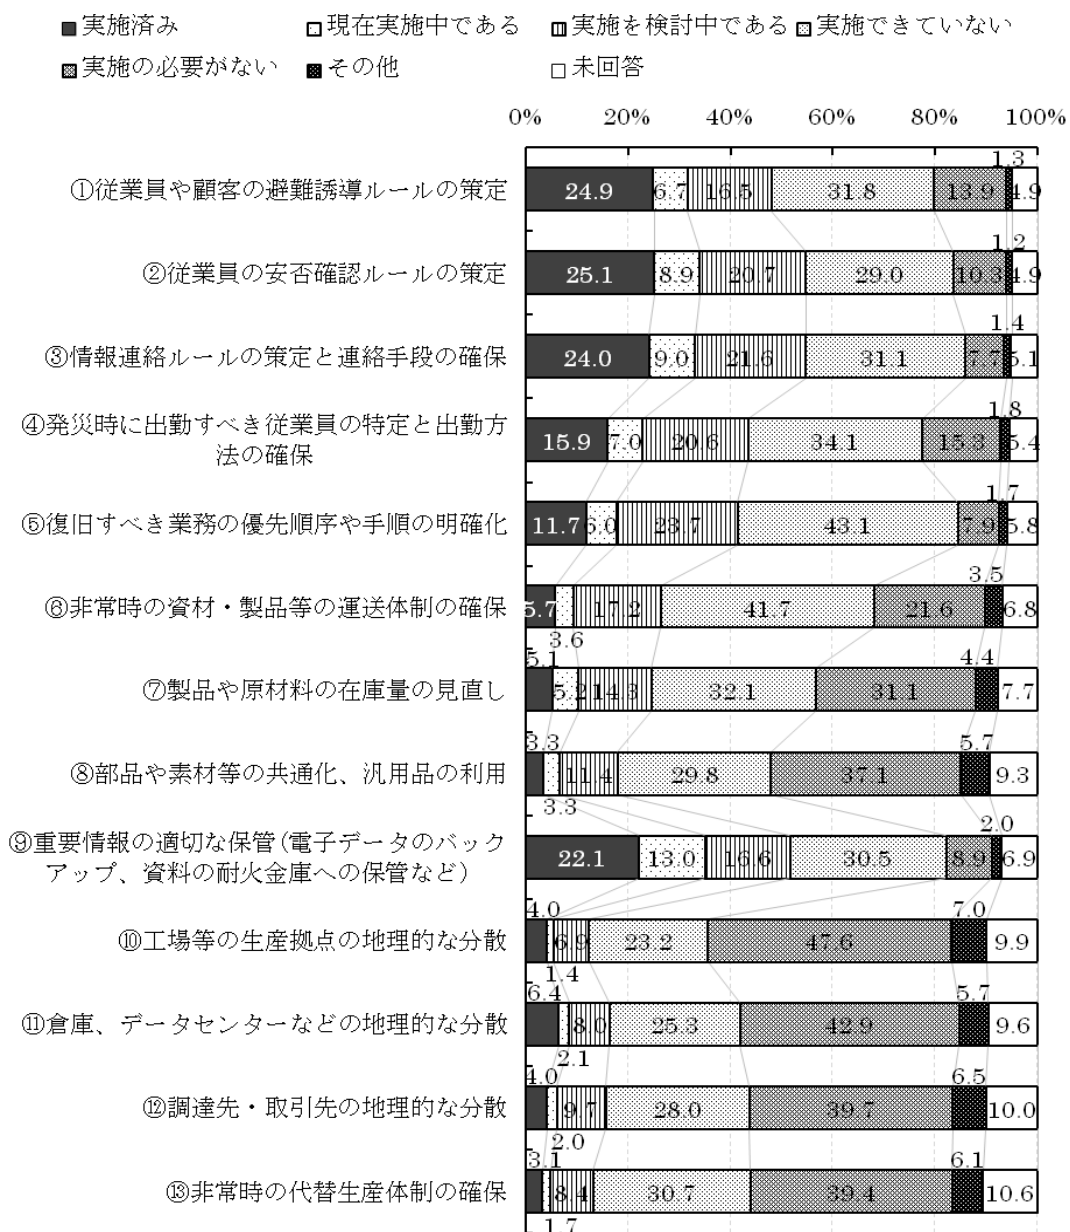 実施済み 現在実施中である 実施を検討中である 実施できていない
実施の必要がない その他 未回答
0% 20% 40% 60% 80% 100%
1.3
①従業員や顧客の避難誘導ルールの策定 24.9 6.7 16.5 31.8 13.9 4.9
1.2
②従業員の安否確認ルールの策定 25.1 8.9 20.7 29.0 10.3 4.9
1.4
③情報連絡ルールの策定と連絡手段の確保 24.0 9.0 21.6 31.1 7.7 5.1
1.8
④発災時に出勤すべき従業員の特定と出勤方
法の確保
15.9 7.0 20.6 34.1 15.3 5.4
1.7
⑤復旧すべき業務の優先順序や手順の明確化 11.7 6.0 23.7 43.1 7.9 5.8
3.5
⑥非常時の資材・製品等の運送体制の確保 5.7 17.2 41.7 21.6 6.8
3.6
5.1 4.4
⑦製品や原材料の在庫量の見直し 5.2 14.3 32.1 31.1 7.7
3.3 5.7
⑧部品や素材等の共通化、汎用品の利用 11.4 29.8 37.1 9.3
3.3
2.0
⑨重要情報の適切な保管(電子データのバック
アップ、資料の耐火金庫への保管など)
22.1 13.0 16.6 30.5 8.9 6.9
4.0 7.0
⑩工場等の生産拠点の地理的な分散 6.9 23.2 47.6 9.9
1.4
6.4 5.7
⑪倉庫、データセンターなどの地理的な分散 8.0 25.3 42.9 9.6
2.1
4.0 6.5
⑫調達先・取引先の地理的な分散 9.7 28.0 39.7 10.0
2.0
3.1 6.1
⑬非常時の代替生産体制の確保 8.4 30.7 39.4 10.6
1.7